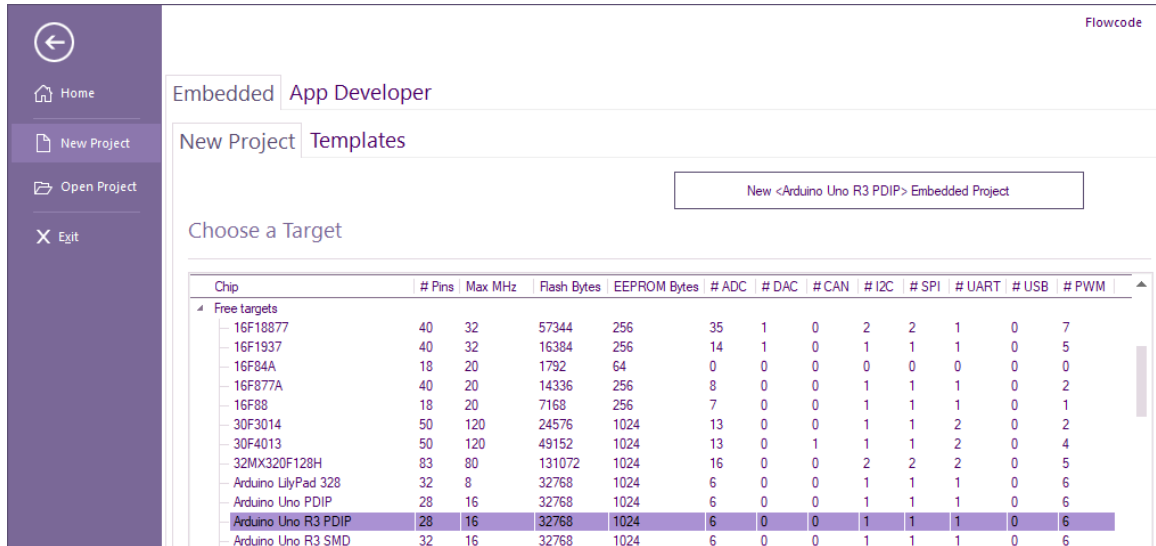 Flowcode
Home
New Project
Open Project
Exit
Embedded App Developer
New Project Templates
New <Arduino Uno R3 PDIP> Embedded Project
Choose a Target
Chip # Pins Max MHz Flash Bytes EEPROM Bytes # ADC # DAC # CAN # I2C # SPI # UART # USB # PWM
Free targets
16F18877 40 32 57344 256 35 1 0 2 2 1 0 7
16F1937 40 32 16384 256 14 1 0 1 1 1 0 5
16F84A 18 20 1792 64 0 0 0 0 0 0 0 0
16F877A 40 20 14336 256 8 0 0 1 1 1 0 2
16F88 18 20 7168 256 7 0 0 1 1 1 0 1
30F3014 50 120 24576 1024 13 0 0 1 1 2 0 2
30F4013 50 120 49152 1024 13 0 1 1 1 2 0 4
32MX320F128H 83 80 131072 1024 16 0 0 2 2 2 0 5
Arduino LilyPad 328 32 8 32768 1024 6 0 0 1 1 1 0 6
Arduino Uno PDIP 28 16 32768 1024 6 0 0 1 1 1 0 6
Arduino Uno R3 PDIP 28 16 32768 1024 6 0 0 1 1 1 0 6
Arduino Uno R3 SMD 32 16 32768 1024 6 0 0 1 1 1 0 6